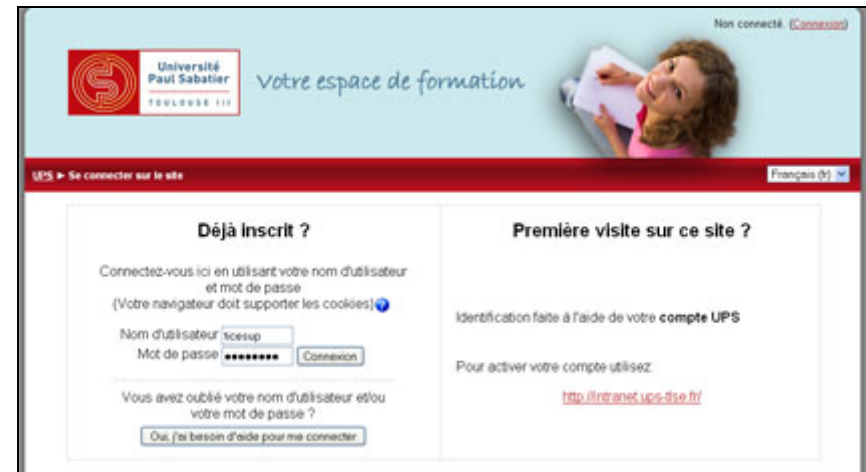 Non connecté. (Connexion)
Université
Paul Sabatier
TOULOUSE III
Votre espace de formation
UPS ► Se connecter sur le site
Français (fr)
Déjà inscrit ?
Connectez-vous ici en utilisant votre nom d'utilisateur
et mot de passe
(Votre navigateur doit supporter les cookies)?
Nom d'utilisateur ticesup
Mot de passe ●●●●●●●● Connexion
Vous avez oublié votre nom d'utilisateur et/ou
votre mot de passe ?
Oui, j'ai besoin d'aide pour me connecter
Première visite sur ce site ?
Identification faite à l'aide de votre compte UPS
Pour activer votre compte utilisez:
http://intranet.ups-tlse.fr/